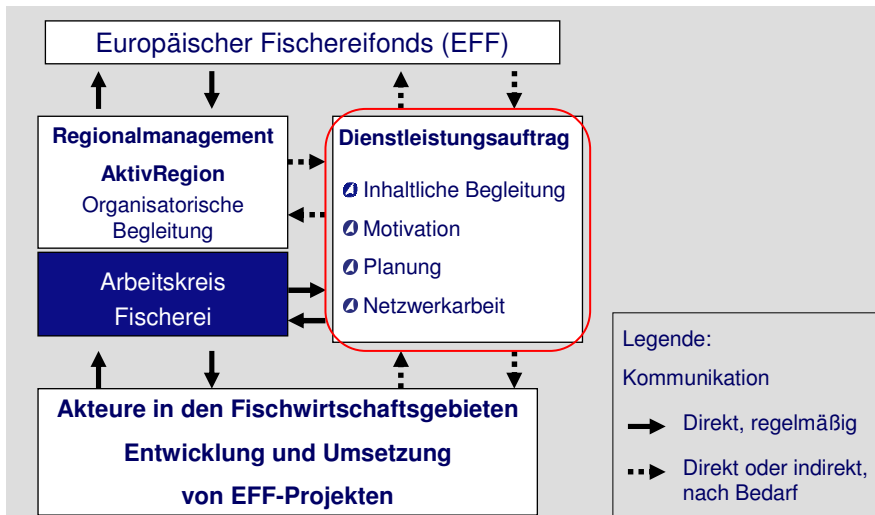 Europäischer Fischereifonds (EFF)
Regionalmanagement
AktivRegion
Organisatorische
Begleitung
Arbeitskreis
Fischerei
Dienstleistungsauftrag
Inhaltliche Begleitung
Motivation
Planung
Netzwerkarbeit
Akteure in den Fischwirtschaftsgebieten
Entwicklung und Umsetzung
von EFF-Projekten
Legende:
Kommunikation
Direkt, regelmäßig
Direkt oder indirekt,
nach Bedarf